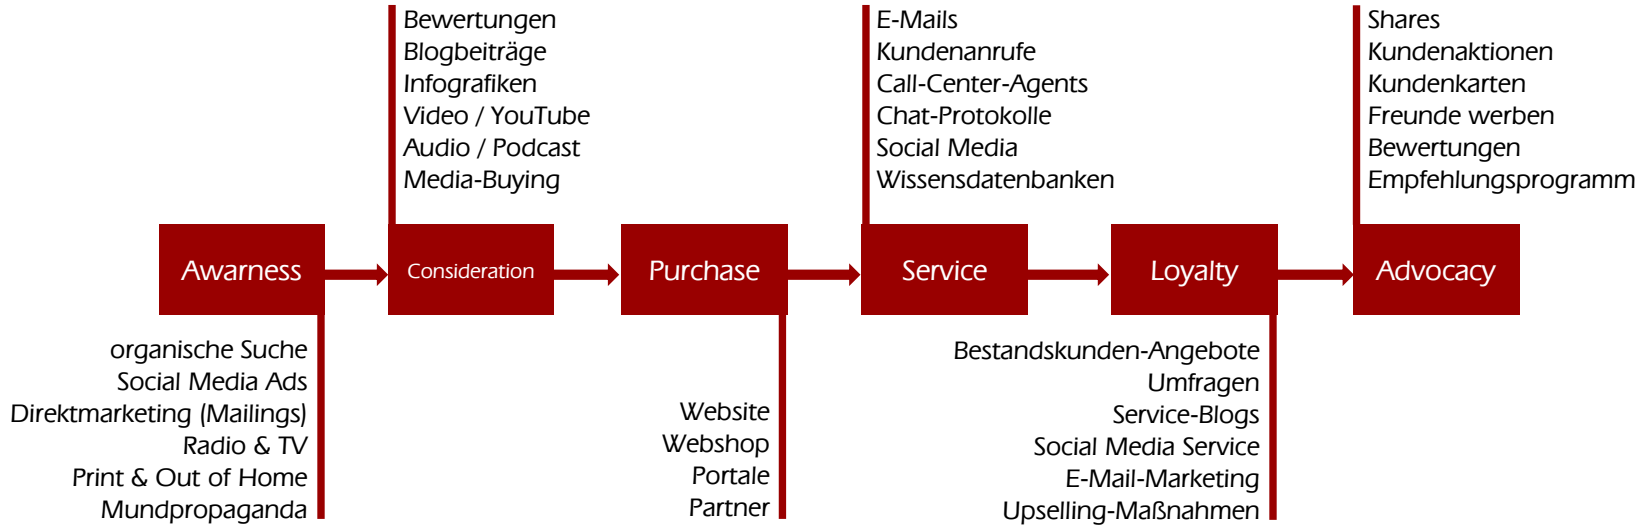 Bewertungen
Blogbeiträge
Infografiken
Video / YouTube
Audio / Podcast
Media-Buying
E-Mails
Kundenanrufe
Call-Center-Agents
Chat-Protokolle
Social Media
Wissensdatenbanken
Shares
Kundenaktionen
Kundenkarten
Freunde werben
Bewertungen
Empfehlungsprogramm
Awarness
Consideration
Purchase
Service
Loyalty
Advocacy
organische Suche
Social Media Ads
Direktmarketing (Mailings)
Radio & TV
Print & Out of Home
Mundpropaganda
Website
Webshop
Portale
Partner
Bestandskunden-Angebote
Umfragen
Service-Blogs
Social Media Service
E-Mail-Marketing
Upselling-Maßnahmen